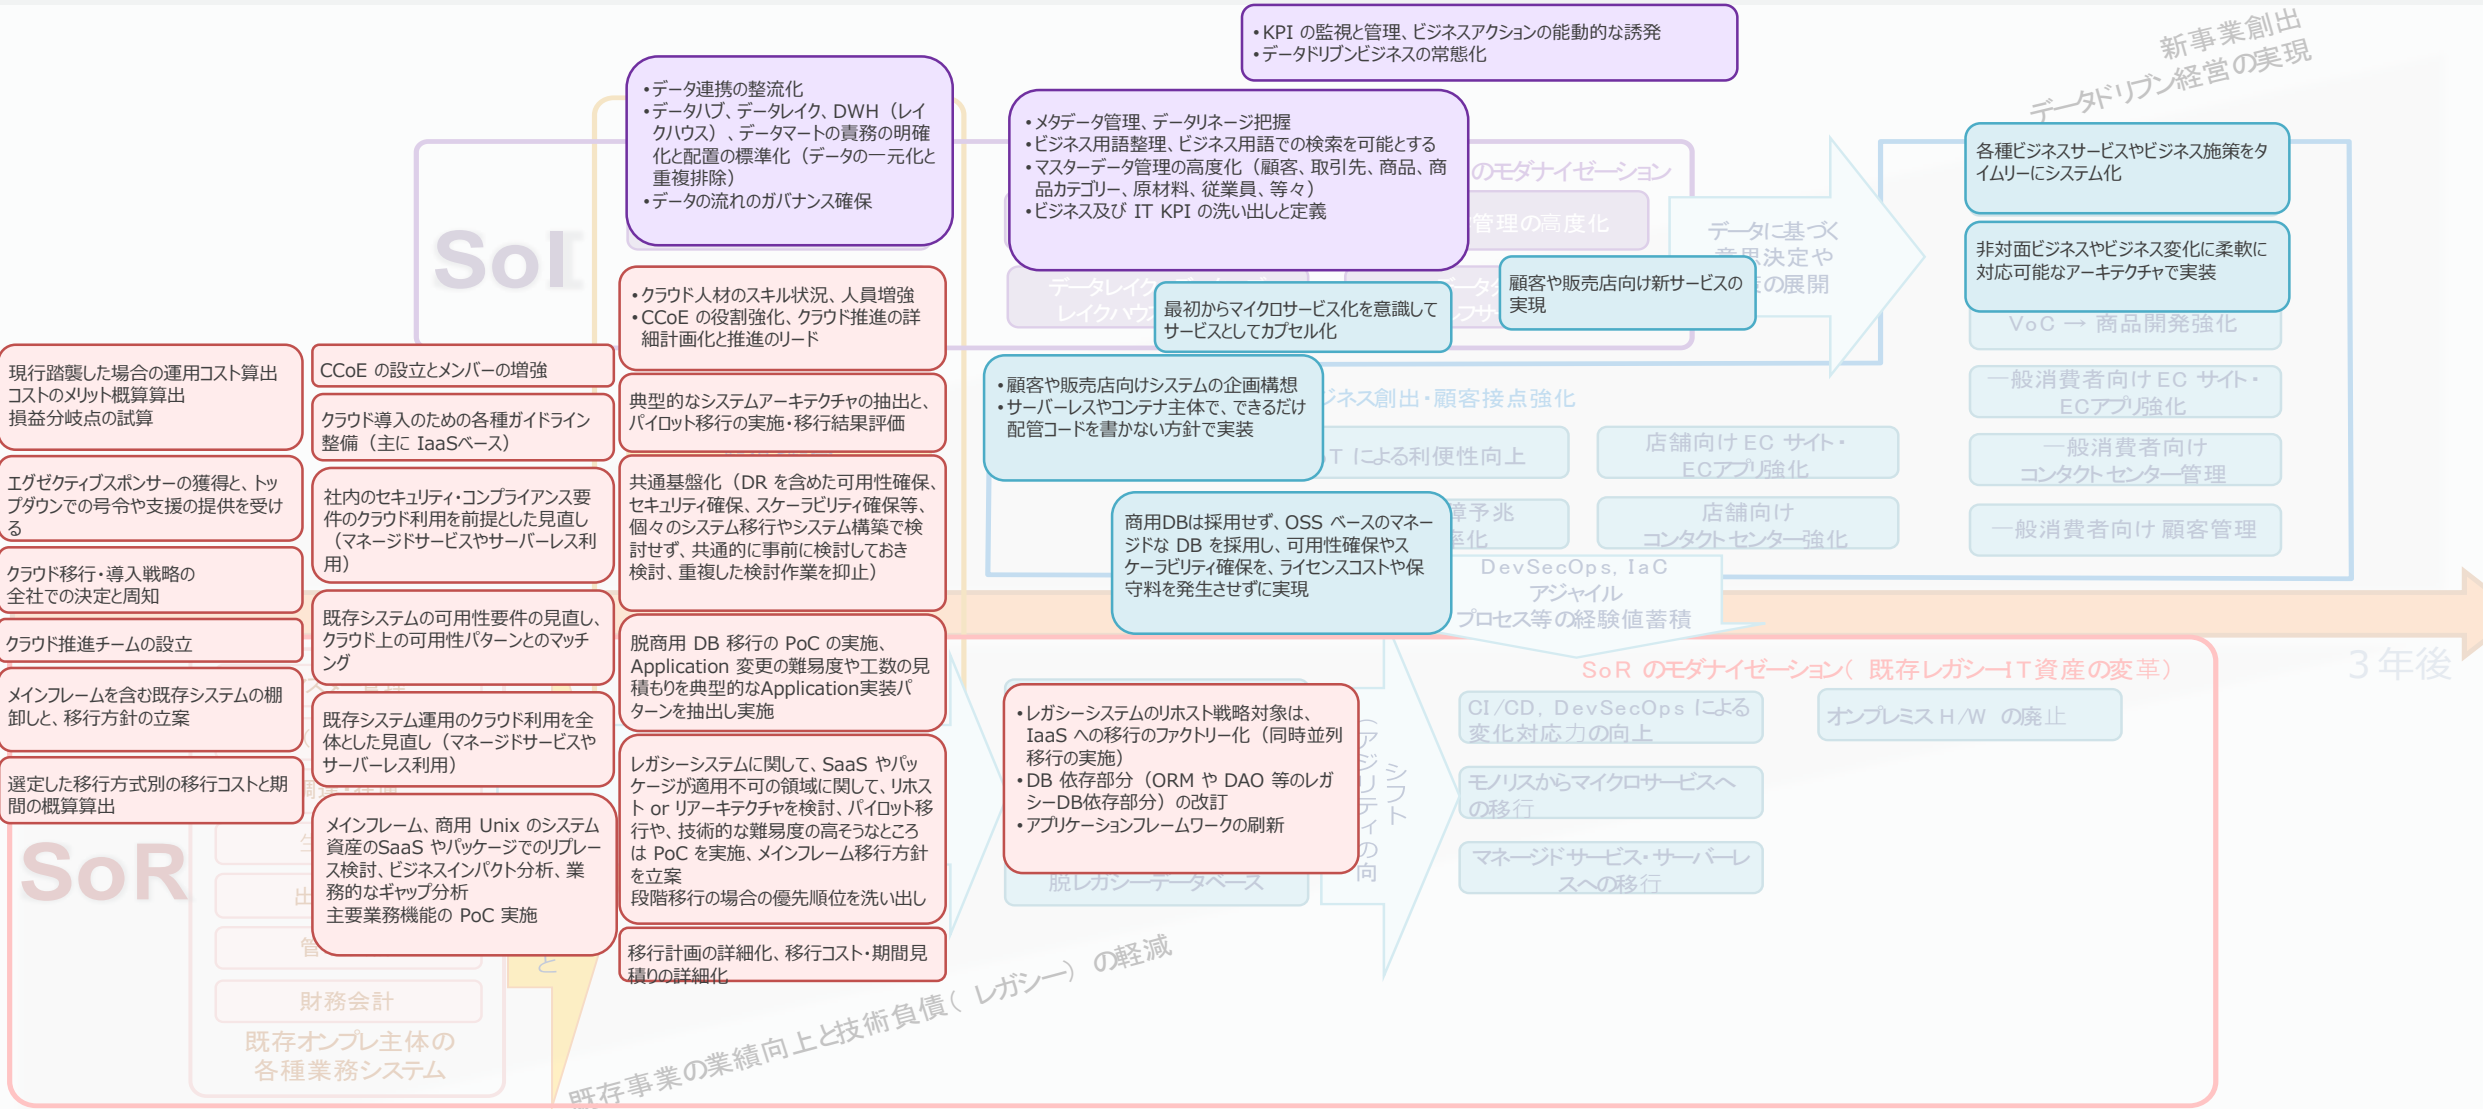 ・KPI の監視と管理、ビジネスアクションの能動的な誘発
・データドリブンビジネスの常態化
新事業創出
データドリブン経営の実現
・データ連携の整流化
・データハブ、データレイク、DWH（レイ
クハウス）、データマートの責務の明確
化と配置の標準化（データの一元化と
重複排除）
・データの流れのガバナンス確保
・メタデータ管理、データリネージ把握
・ビジネス用語整理、ビジネス用語での検索を可能とする
・マスターデータ管理の高度化（顧客、取引先、商品、商
品カテゴリー、原材料、従業員、等々）
・ビジネス及び IT KPI の洗い出しと定義
のモダナイゼーション
管理の高度化
データに基づく
意思決定や
の展開
各種ビジネスサービスやビジネス施策をタ
イムリーにシステム化
非対面ビジネスやビジネス変化に柔軟に
対応可能なアーキテクチャで実装
VoC → 商品開発強化
一般消費者向け EC サイト・
ECアプリ強化
一般消費者向け
コンタクトセンター管理
一般消費者向け 顧客管理
SoI
・クラウド人材のスキル状況、人員増強
・CCoE の役割強化、クラウド推進の詳
細計画化と推進のリード
データレイク
レイクハウ
最初からマイクロサービス化を意識して
サービスとしてカプセル化
顧客や販売店向け新サービスの
実現
・顧客や販売店向けシステムの企画構想
・サーバーレスやコンテナ主体で、できるだけ
配管コードを書かない方針で実装
ジネス創出・顧客接点強化
T による利便性向上
店舗向け EC サイト・
ECアプリ強化
障予兆
率化
店舗向け
コンタクトセンター強化
商用DBは採用せず、OSS ベースのマネー
ジドな DB を採用し、可用性確保やス
ケーラビリティ確保を、ライセンスコストや保
守料を発生させずに実現
DevSecOps, IaC
アジャイル
プロセス等の経験値蓄積
現行踏襲した場合の運用コスト算出
コストのメリット概算算出
損益分岐点の試算
エグゼクティブスポンサーの獲得と、トッ
プダウンでの号令や支援の提供を受け
る
クラウド移行・導入戦略の
全社での決定と周知
クラウド推進チームの設立
メインフレームを含む既存システムの棚
卸しと、移行方針の立案
選定した移行方式別の移行コストと期
間の概算算出
CCoE の設立とメンバーの増強
クラウド導入のための各種ガイドライン
整備（主に IaaSベース）
社内のセキュリティ・コンプライアンス要
件のクラウド利用を前提とした見直し
（マネージドサービスやサーバーレス利
用）
既存システムの可用性要件の見直し、
クラウド上の可用性パターンとのマッチ
ング
既存システム運用のクラウド利用を全
体とした見直し（マネージドサービスや
サーバーレス利用）
メインフレーム、商用 Unix のシステム
資産のSaaS やパッケージでのリプレー
ス検討、ビジネスインパクト分析、業
務的なギャップ分析
主要業務機能の PoC 実施
典型的なシステムアーキテクチャの抽出と、
パイロット移行の実施・移行結果評価
共通基盤化（DR を含めた可用性確保、
セキュリティ確保、スケーラビリティ確保等、
個々のシステム移行やシステム構築で検
討せず、共通的に事前に検討しておき
検討、重複した検討作業を抑止）
脱商用 DB 移行の PoC の実施、
Application 変更の難易度や工数の見
積もりを典型的なApplication実装パ
ターンを抽出し実施
レガシーシステムに関して、SaaS やパッ
ケージが適用不可の領域に関して、リホス
ト or リアーキテクチャを検討、パイロット移
行や、技術的な難易度の高そうなところ
は PoC を実施、メインフレーム移行方針
を立案
段階移行の場合の優先順位を洗い出し
移行計画の詳細化、移行コスト・期間見
積りの詳細化
・レガシーシステムのリホスト戦略対象は、
IaaS への移行のファクトリー化（同時並列
移行の実施）
・DB 依存部分（ORM や DAO 等のレガ
シーDB依存部分）の改訂
・アプリケーションフレームワークの刷新
脱レガシーデータベース
SoR のモダナイゼーション( 既存レガシーIT資産の変革)
3年後
シフト
（アジリティの向
CI/CD, DevSecOps による
変化対応力の向上
モノリスからマイクロサービスへ
の移行
マネージドサービス・サーバーレ
スへの移行
オンプレミス H/W の廃止
SoR
出
管
と
財務会計
既存オンプレ主体の
各種業務システム
既存事業の業績向上と技術負債( レガシー) の軽減